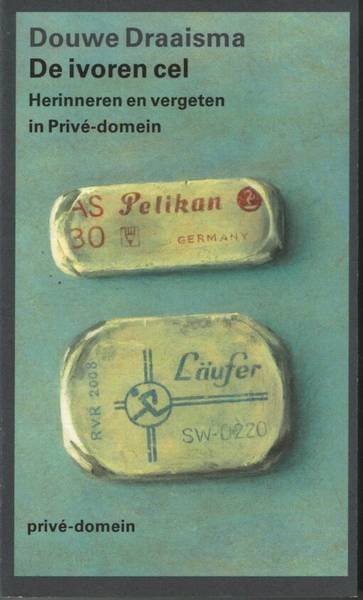 Douwe Draaisma
De ivoren cel
Herinneren en vergeten
in Privé-domein
AS Pelikan
30
GERMANY
Läufer
RVR 2008
SW-0220
privé-domein